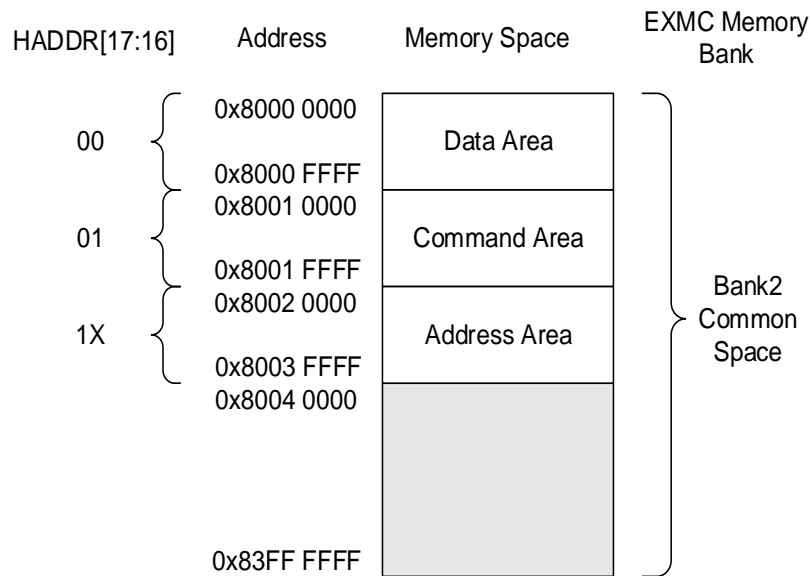 HADDR[17:16]
Address
Memory Space
EXMC Memory
Bank
00
0x8000 0000
0x8000 FFFF
Data Area
01
0x8001 0000
0x8001 FFFF
Command Area
1X
0x8002 0000
0x8003 FFFF
Address Area
0x8004 0000
0x83FF FFFF
Bank2
Common
Space